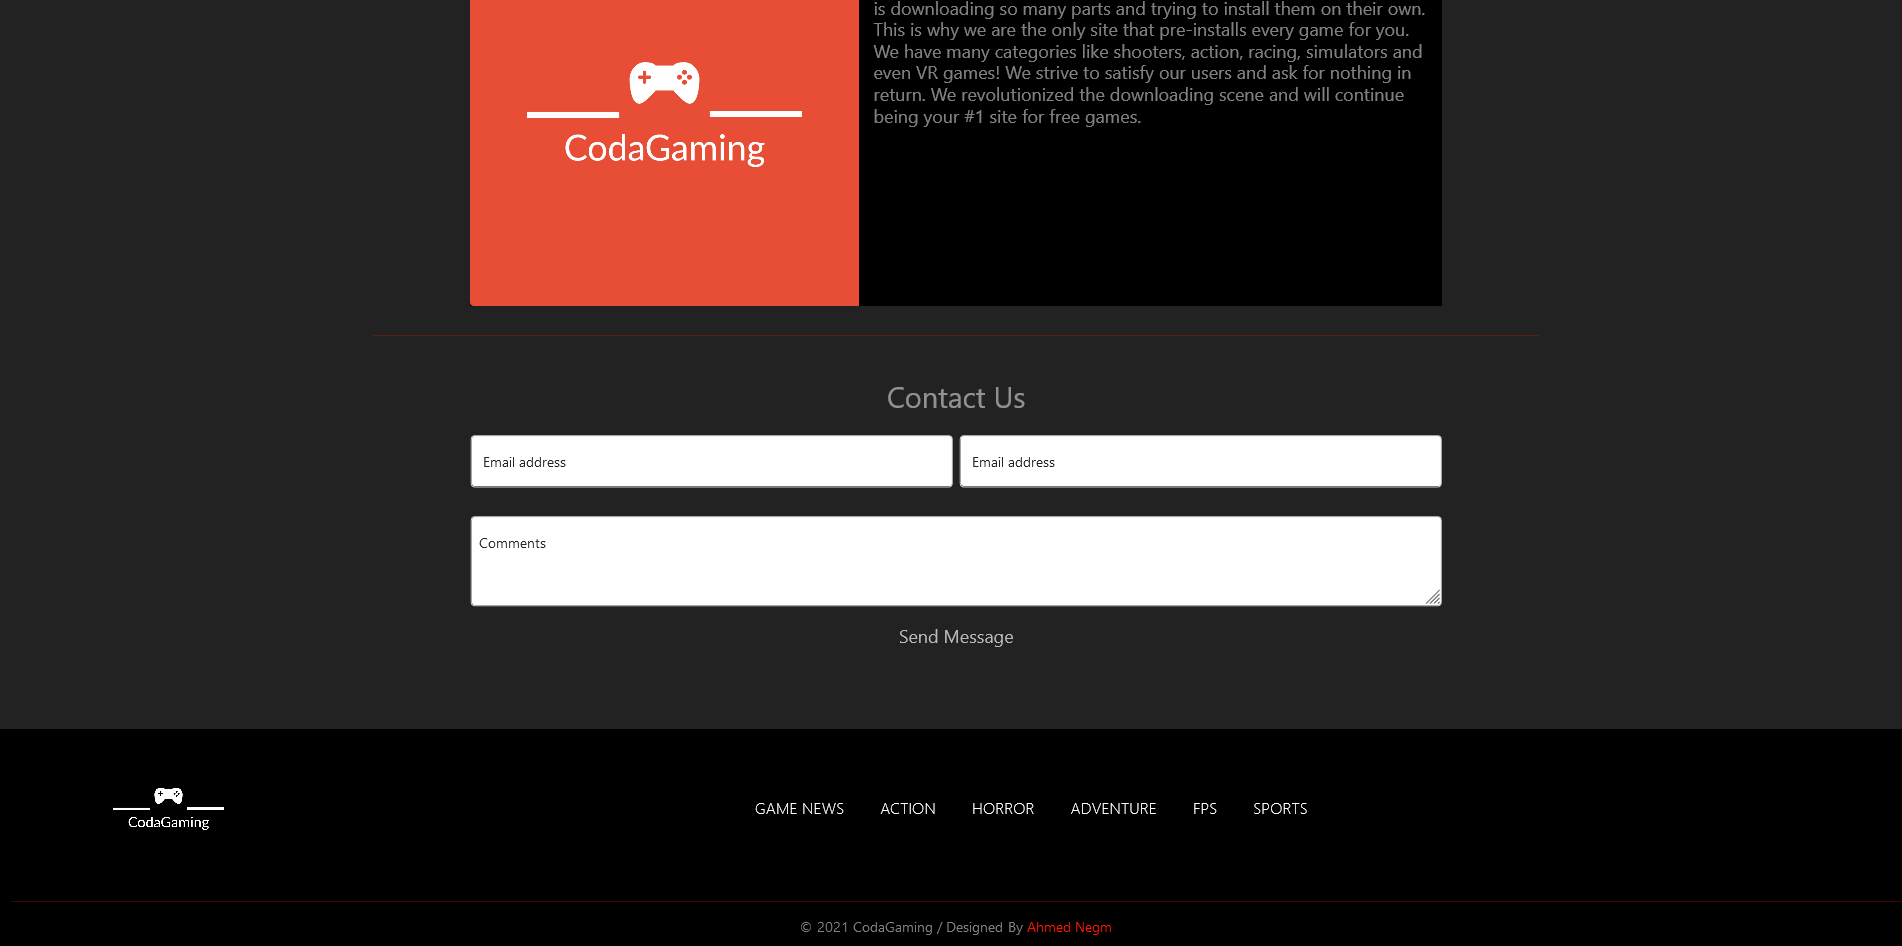 is downloading so many parts and trying to install them on their own.
This is why we are the only site that pre-installs every game for you.
We have many categories like shooters, action, racing, simulators and
even VR games! We strive to satisfy our users and ask for nothing in
return. We revolutionized the downloading scene and will continue
being your #1 site for free games.
CodaGaming
Contact Us
Email address Email address
Comments
Send Message
CodaGaming
GAME NEWS ACTION HORROR ADVENTURE FPS SPORTS
© 2021 CodaGaming / Designed By Ahmed Negm